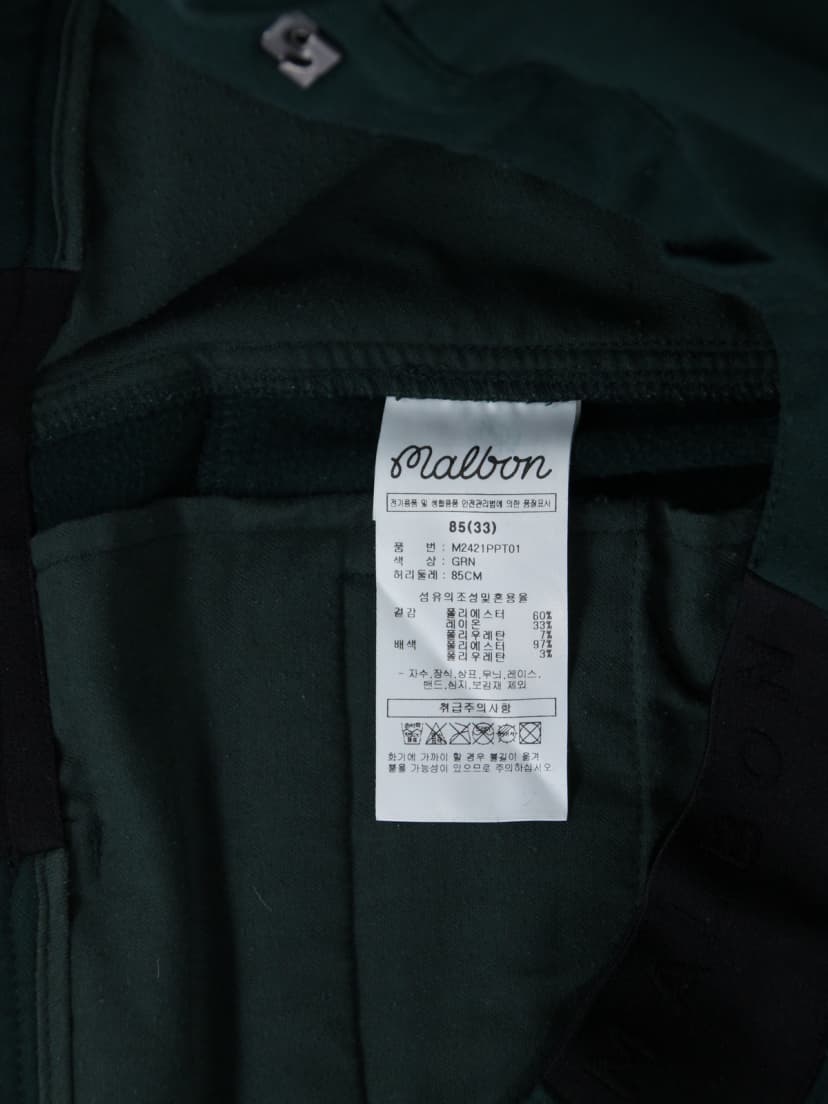 malbon
전기용품 및 생활용품 안전관리법에 의한 품질표시
85(33)
품 번 : M2421PPT01
색 상 : GRN
허리둘레 : 85CM
섬유의조성및혼용율
겉감 폴리에스터 60%
레이온 33%
폴리우레탄 7%
배색 폴리에스터 97%
폴리우레탄 3%
- 자수,장식,상표,무늬,레이스,
밴드,심지,보강재 제외
취급주의사항
화기에 가까이 할 경우 불길이 옮겨
붙을 가능성이 있으므로 주의하십시오
MALBON